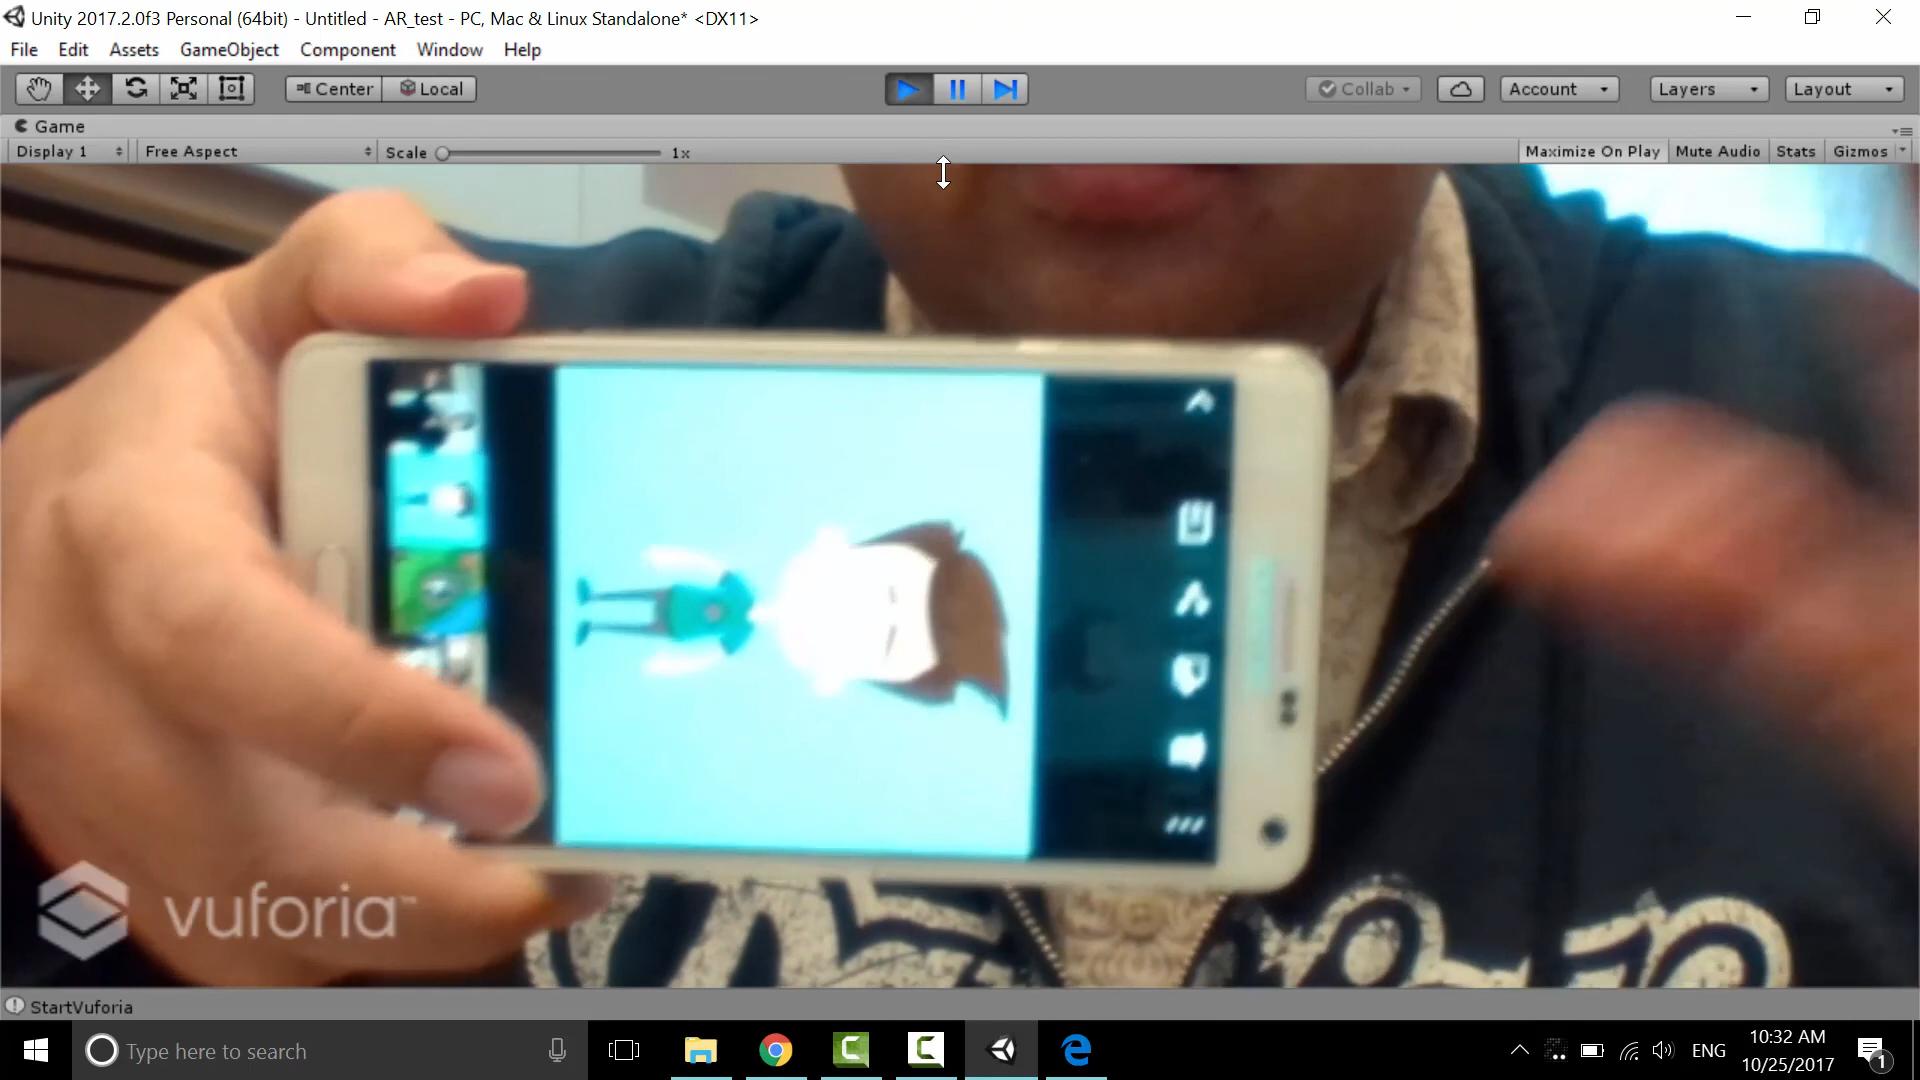 Unity 2017.2.0f3 Personal (64bit) - Untitled - AR_test - PC, Mac & Linux Standalone* <DX11>
File Edit Assets GameObject Component Window Help
Center Local Collab Account Layers Layout
Game
Display 1 Free Aspect Scale 1x Maximize On Play Mute Audio Stats Gizmos
vuforia™
StartVuforia
Type here to search ENG 10:32 AM
10/25/2017 1